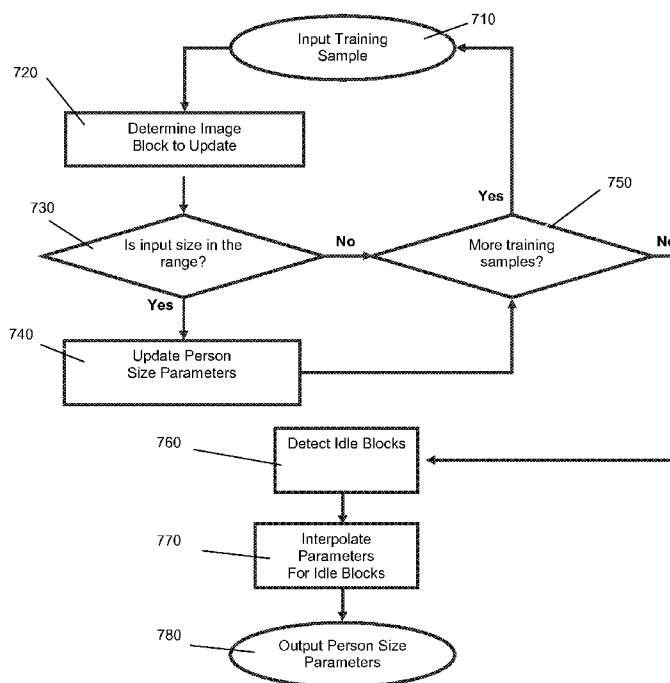 Input Training
Sample
710
720
Determine Image
Block to Update
730
Is input size in the
range?
No
Yes
740
Update Person
Size Parameters
Yes
750
More training
samples?
No
760
Detect Idle Blocks
770
Interpolate
Parameters
For Idle Blocks
780
Output Person Size
Parameters